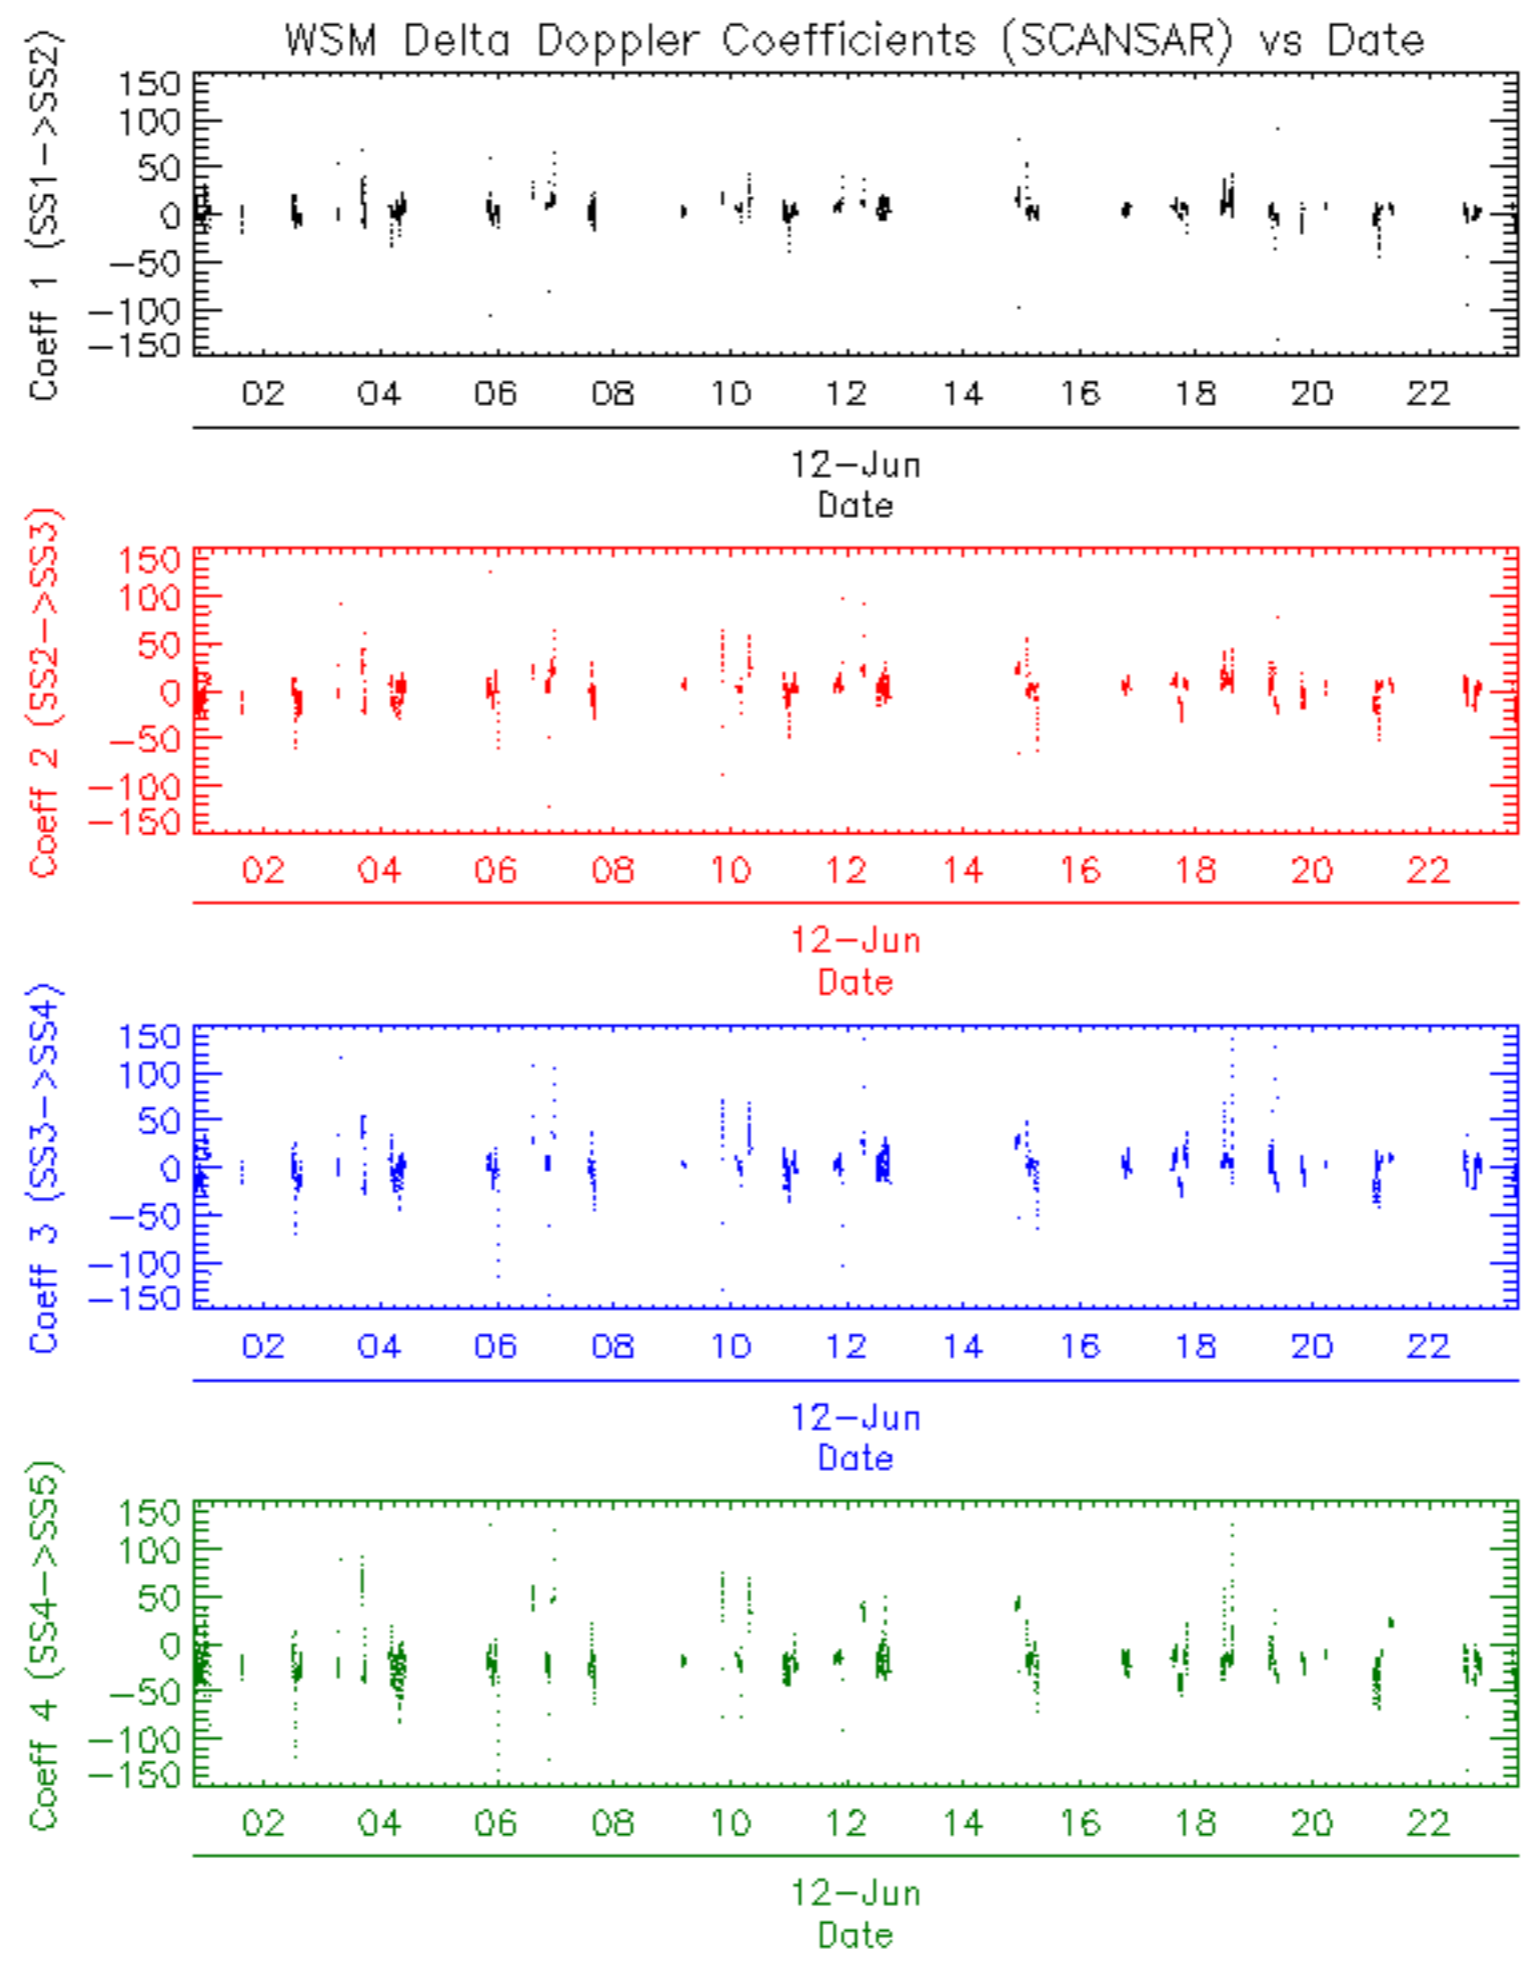 WSM Delta Doppler Coefficients (SCANSAR) vs Date
Coeff 1 (SS1->SS2)
150
100
50
0
-50
-100
-150
02 04 06 08 10 12 14 16 18 20 22
12-Jun
Date
Coeff 2 (SS2->SS3)
150
100
50
0
-50
-100
-150
02 04 06 08 10 12 14 16 18 20 22
12-Jun
Date
Coeff 3 (SS3->SS4)
150
100
50
0
-50
-100
-150
02 04 06 08 10 12 14 16 18 20 22
12-Jun
Date
Coeff 4 (SS4->SS5)
150
100
50
0
-50
-100
-150
02 04 06 08 10 12 14 16 18 20 22
12-Jun
Date